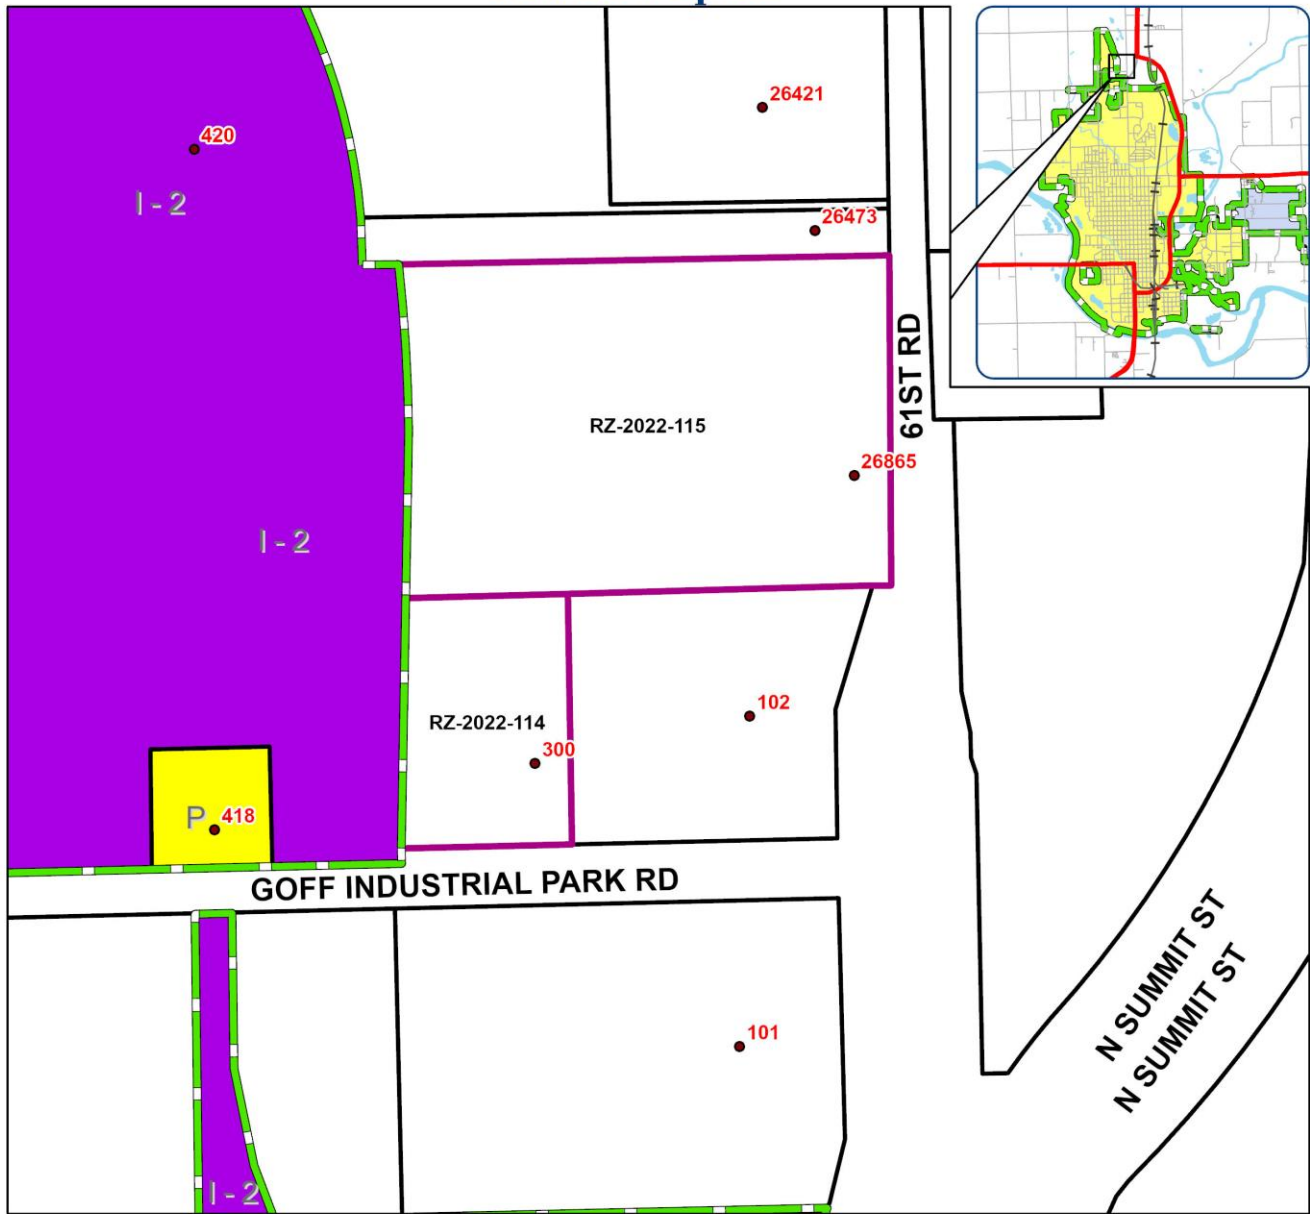 26421
420
I - 2
26473
61ST RD
RZ-2022-115
26865
I - 2
102
RZ-2022-114
300
P
418
GOFF INDUSTRIAL PARK RD
N SUMMIT ST
N SUMMIT ST
101
I - 2